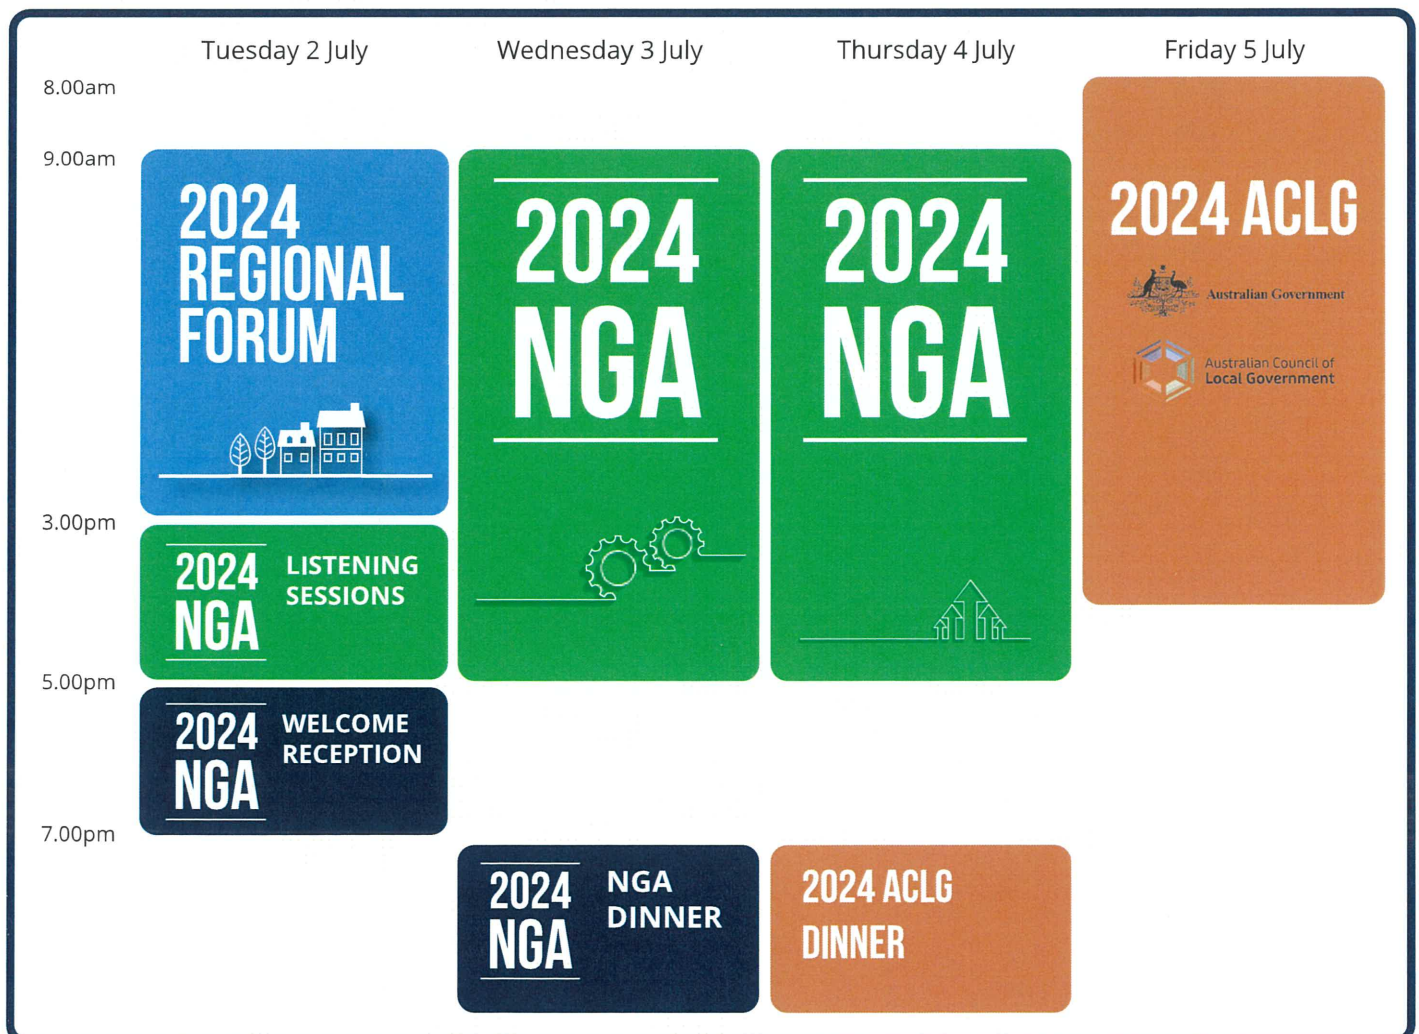 Tuesday 2 July
Wednesday 3 July
Thursday 4 July
Friday 5 July
8.00am
9.00am
3.00pm
5.00pm
7.00pm
2024
REGIONAL
FORUM
2024
NGA
LISTENING
SESSIONS
2024
NGA
WELCOME
RECEPTION
2024
NGA
2024
NGA
NGA
DINNER
2024
NGA
2024 ACLG
DINNER
2024 ACLG
Australian Government
Australian Council of
Local Government